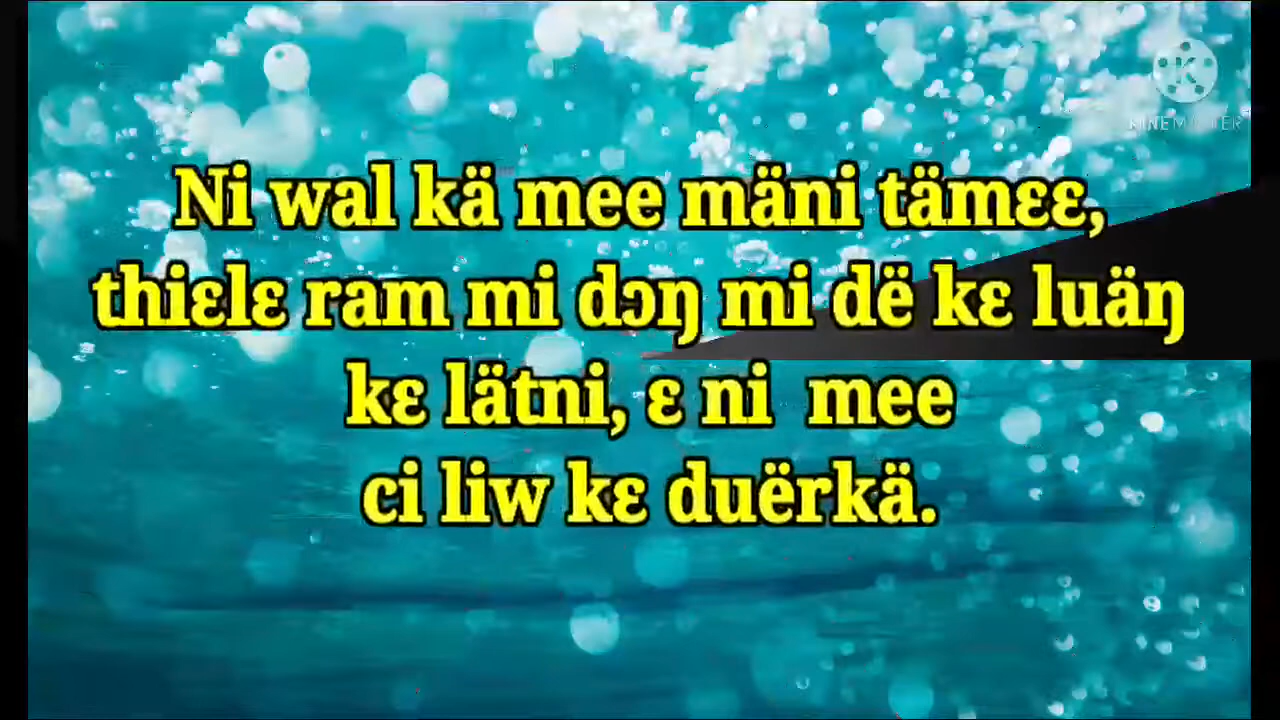 KINEMASTER
Ni wal kä mee mäni tämɛɛ,
thiɛlɛ ram mi dɔŋ mi dë kɛ luäŋ
kɛ lätni, ɛ ni mee
ci liw kɛ duërkä.